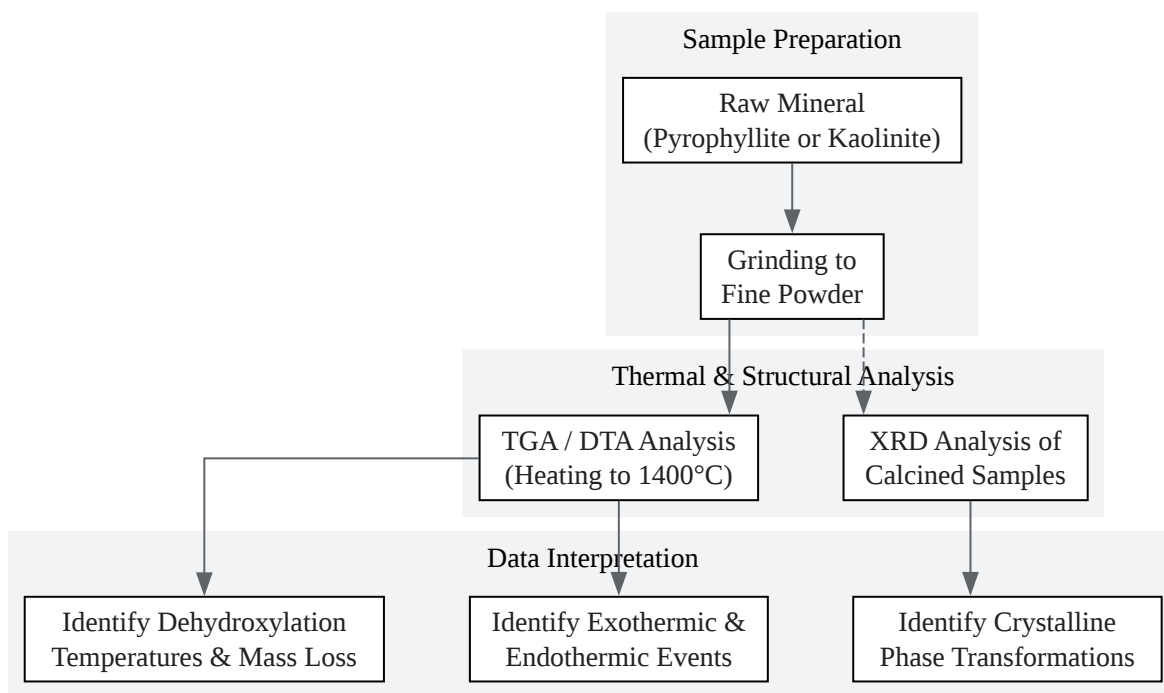 Sample Preparation
Raw Mineral
(Pyrophyllite or Kaolinite)
Grinding to
Fine Powder
Thermal & Structural Analysis
TGA / DTA Analysis
(Heating to 1400°C)
XRD Analysis of
Calcined Samples
Data Interpretation
Identify Dehydroxylation
Temperatures & Mass Loss
Identify Exothermic &
Endothermic Events
Identify Crystalline
Phase Transformations